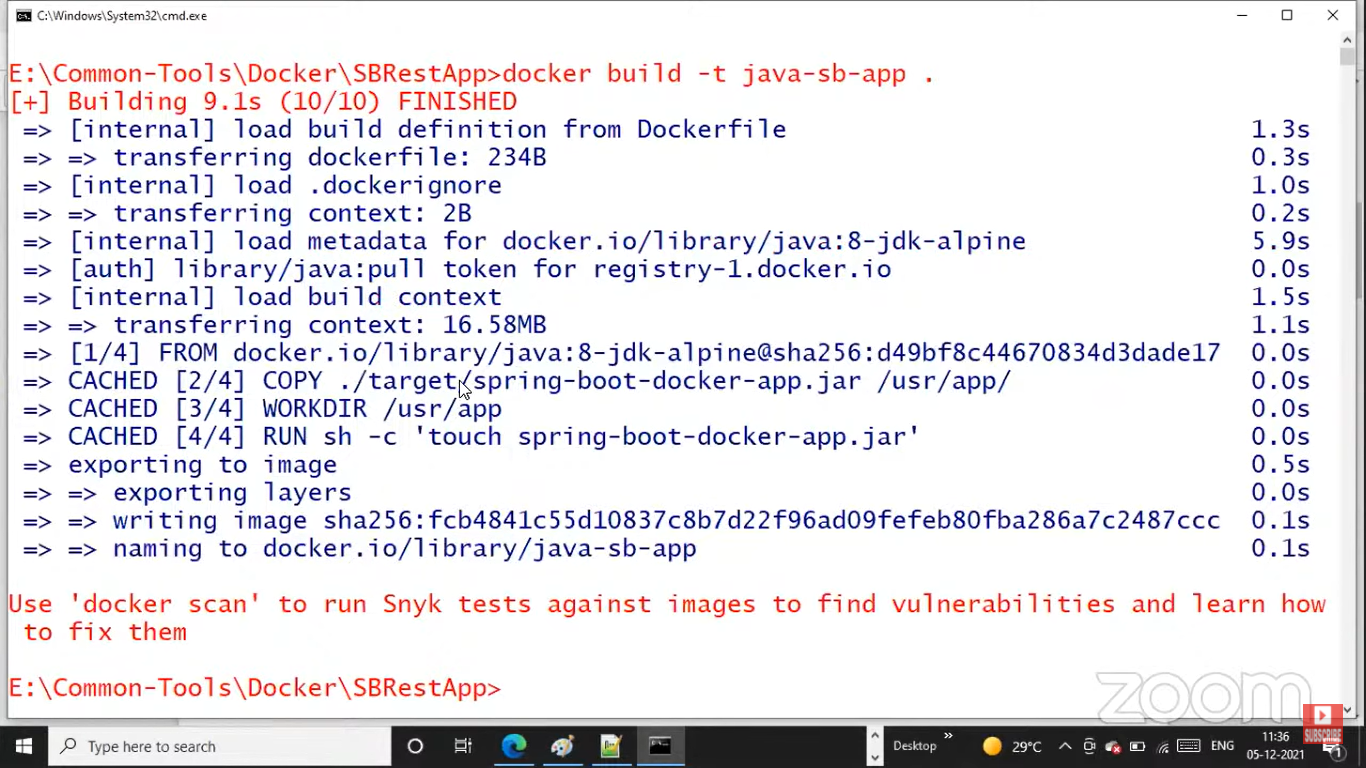 C:\Windows\System32\cmd.exe
E:\Common-Tools\Docker\SBRestApp>docker build -t java-sb-app .
[+] Building 9.1s (10/10) FINISHED
=> [internal] load build definition from Dockerfile 1.3s
=> => transferring dockerfile: 234B 0.3s
=> [internal] load .dockerignore 1.0s
=> => transferring context: 2B 0.2s
=> [internal] load metadata for docker.io/library/java:8-jdk-alpine 5.9s
=> [auth] library/java:pull token for registry-1.docker.io 0.0s
=> [internal] load build context 1.5s
=> => transferring context: 16.58MB 1.1s
=> [1/4] FROM docker.io/library/java:8-jdk-alpine@sha256:d49bf8c44670834d3dade17 0.0s
=> CACHED [2/4] COPY ./target/spring-boot-docker-app.jar /usr/app/ 0.0s
=> CACHED [3/4] WORKDIR /usr/app 0.0s
=> CACHED [4/4] RUN sh -c 'touch spring-boot-docker-app.jar' 0.0s
=> exporting to image 0.5s
=> => exporting layers 0.0s
=> => writing image sha256:fcb4841c55d10837c8b7d22f96ad09fefeb80fba286a7c2487ccc 0.1s
=> => naming to docker.io/library/java-sb-app 0.1s
Use 'docker scan' to run Snyk tests against images to find vulnerabilities and learn how
to fix them
E:\Common-Tools\Docker\SBRestApp>
zoom
SUBSCRIBE
Type here to search
Desktop
29°C
ENG
11:36
05-12-2021
1